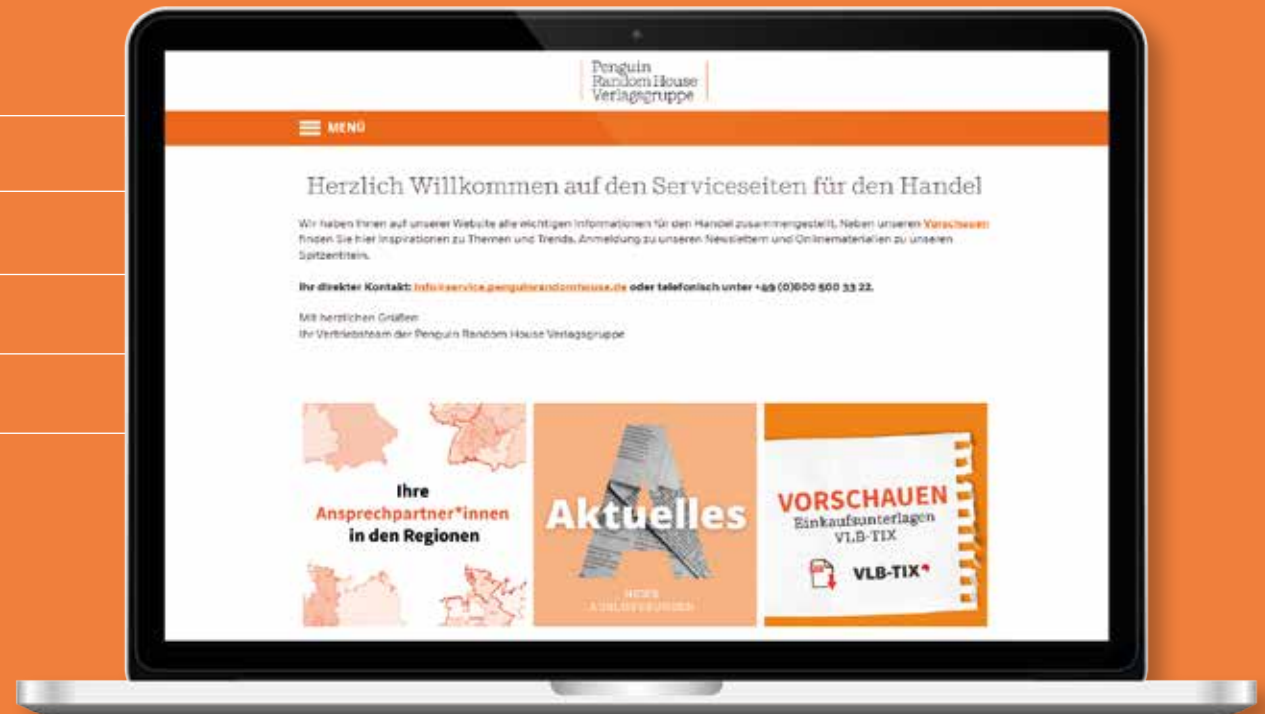 Penguin
Random House
Verlagsgruppe
MENÜ
Herzlich Willkommen auf den Serviceseiten für den Handel
Wir haben Ihnen auf unserer Website alle wichtigen Informationen für den Handel zusammengestellt. Neben unseren Vorschauen
finden Sie hier Inspirationen zu Themen und Trends, Anmeldung zu unseren Newslettern und Onlinematerialien zu unseren
Spitzentiteln.
Ihr direkter Kontakt: info@service.penguinrandomhouse.de oder telefonisch unter +49 (0)800 500 33 22.
Mit herzlichen Grüßen
Ihr Vertriebsteam der Penguin Random House Verlagsgruppe
Ihre
Ansprechpartner*innen
in den Regionen
Aktuelles
NEWS
VORSCHAUEN
Einkaufsunterlagen
VLB-TIX
VLB-TIX